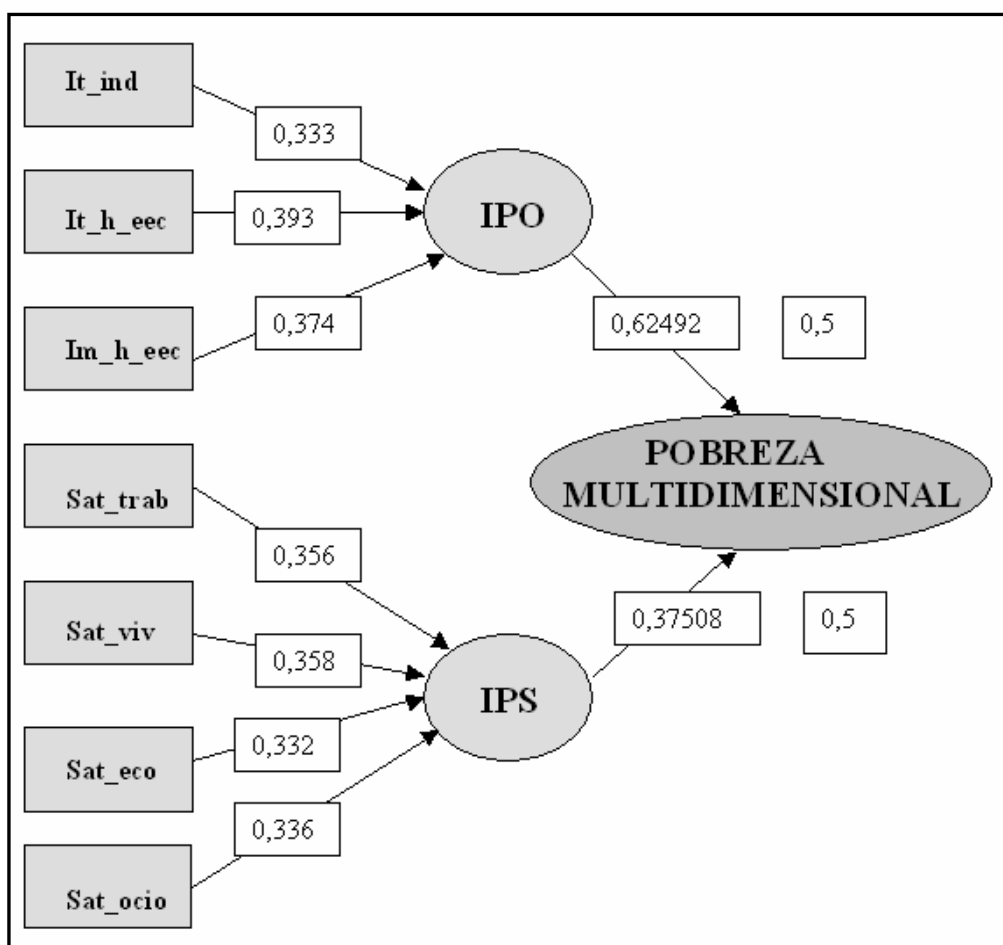 It_ind
0,333
It_h_eec
0,393
IPO
Im_h_eec
0,374
0,62492
0,5
POBREZA
MULTIDIMENSIONAL
Sat_trab
0,356
Sat_viv
0,358
0,37508
0,5
IPS
Sat_eco
0,332
0,336
Sat_ocio